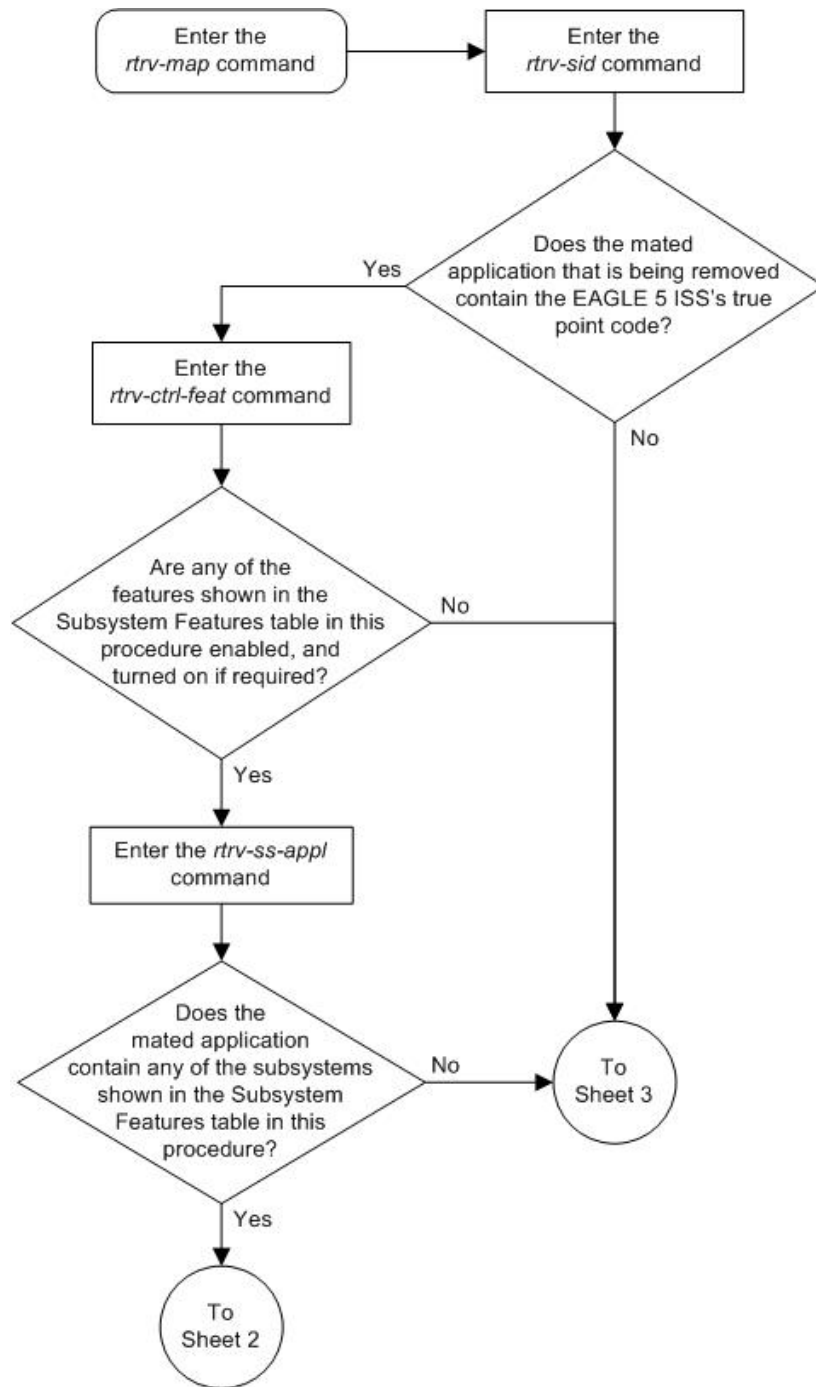 Enter the
rtrv-map command
Enter the
rtrv-sid command
Does the mated
application that is being removed
contain the EAGLE 5 ISS's true
point code?
Yes
No
Enter the
rtrv-ctrl-feat command
Are any of the
features shown in the
Subsystem Features table in this
procedure enabled, and
turned on if required?
No
Yes
Enter the rtrv-ss-appl
command
Does the
mated application
contain any of the subsystems
shown in the Subsystem
Features table in this
procedure?
No
To
Sheet 3
Yes
To
Sheet 2